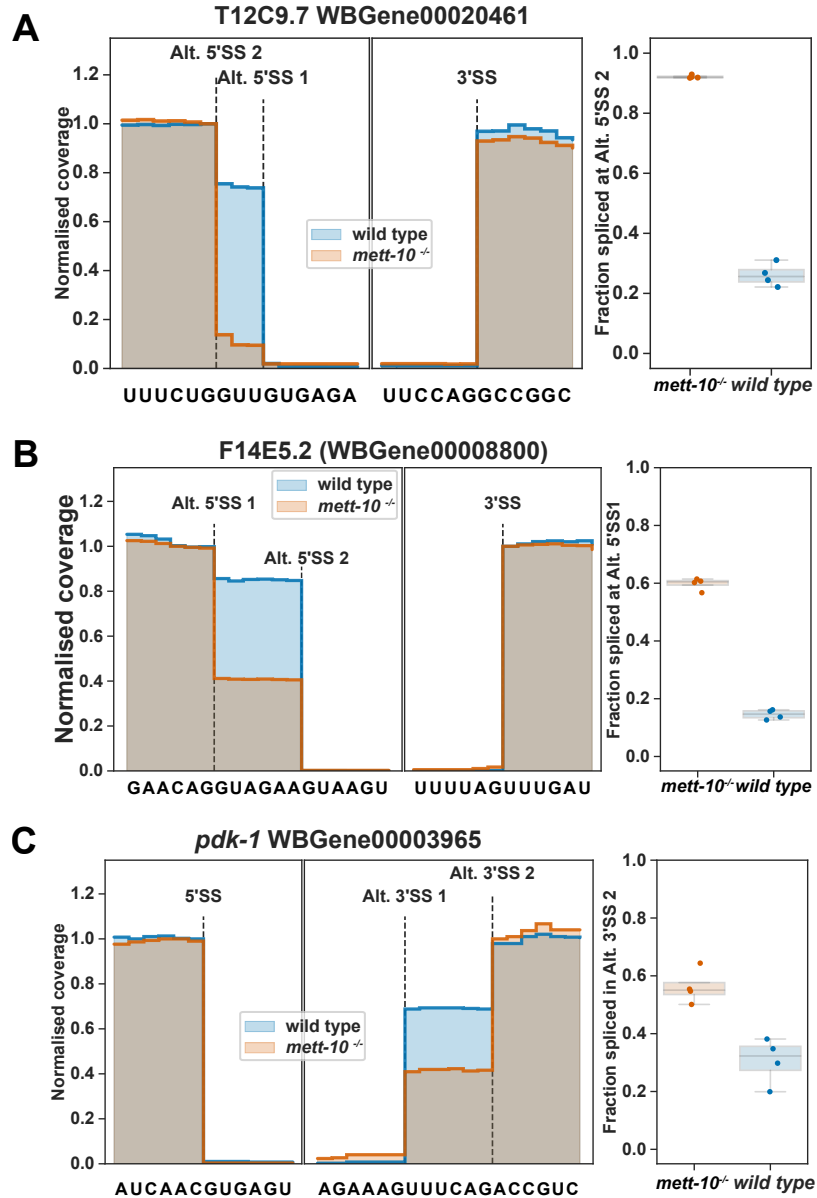 A
T12C9.7 WBGene00020461
Alt. 5'SS 2
Alt. 5'SS 1
3'SS
Normalised coverage
1.2
1.0
0.8
0.6
0.4
0.2
0.0
wild type
mett-10 -/-
UUUCUGGUUGUGAGA
UUCCAGGCCGGC
Fraction spliced at Alt. 5'SS 2
1.0
0.8
0.6
0.4
0.2
0.0
mett-10-/- wild type
B
F14E5.2 (WBGene00008800)
wild type
mett-10 -/-
Alt. 5'SS 1
Alt. 5'SS 2
3'SS
Normalised coverage
1.2
1.0
0.8
0.6
0.4
0.2
0.0
GAACAGGUAGAAGUAAGU
UUUUAGUUUGAU
Fraction spliced at Alt. 5'SS1
1.0
0.8
0.6
0.4
0.2
0.0
mett-10-/- wild type
C
pdk-1 WBGene00003965
5'SS
Alt. 3'SS 1
Alt. 3'SS 2
Normalised coverage
1.2
1.0
0.8
0.6
0.4
0.2
0.0
wild type
mett-10 -/-
AUCAACGUGAGU
AGAAAGUUUCAGACCGUC
Fraction spliced in Alt. 3'SS 2
1.0
0.8
0.6
0.4
0.2
0.0
mett-10-/- wild type